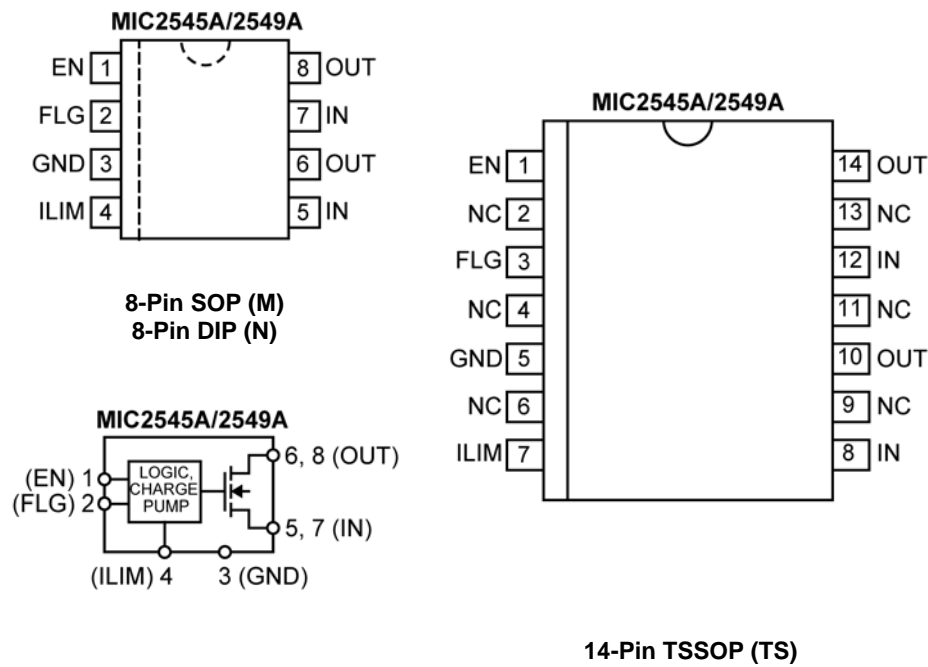 MIC2545A/2549A
EN 1
8 OUT
FLG 2
7 IN
GND 3
6 OUT
ILIM 4
5 IN
8-Pin SOP (M)
8-Pin DIP (N)
MIC2545A/2549A
(EN) 1
(FLG) 2
LOGIC,
CHARGE
PUMP
6, 8 (OUT)
5, 7 (IN)
(ILIM) 4
3 (GND)
MIC2545A/2549A
EN 1
14 OUT
NC 2
13 NC
FLG 3
12 IN
NC 4
11 NC
GND 5
10 OUT
NC 6
9 NC
ILIM 7
8 IN
14-Pin TSSOP (TS)